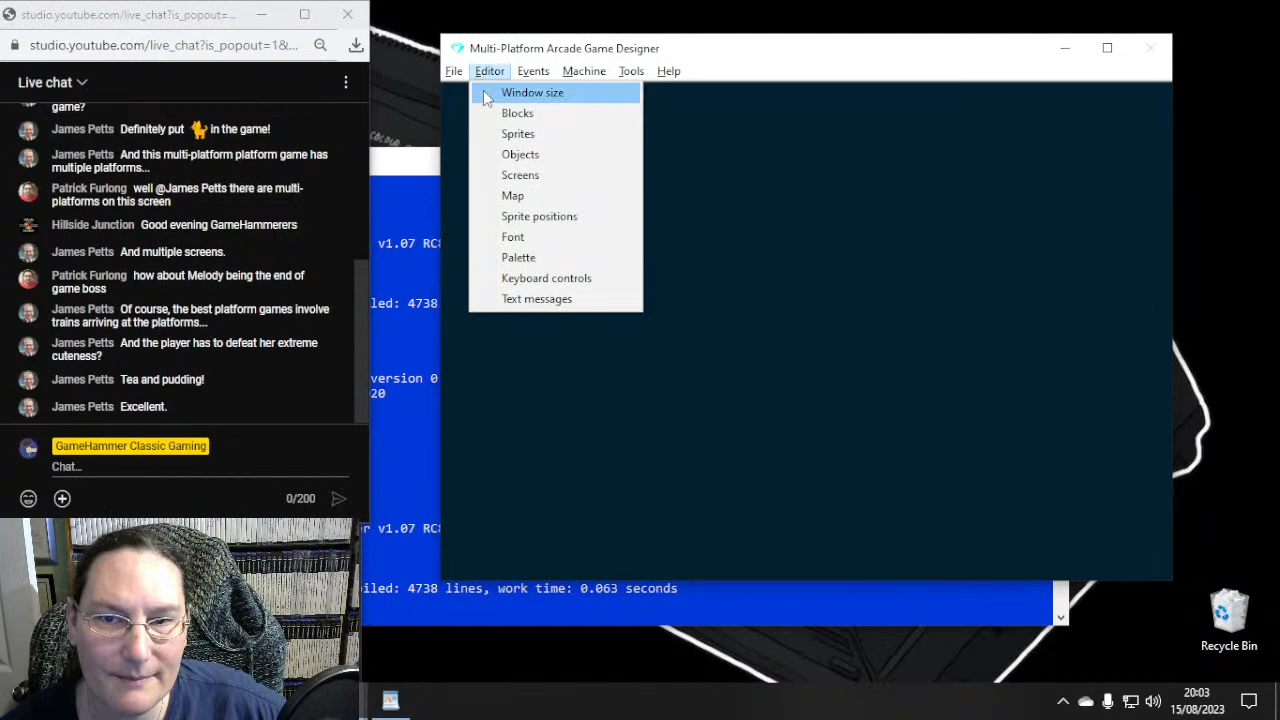 studio.youtube.com/live_chat?is_popout=...
studio.youtube.com/live_chat?is_popout=1&...
Live chat
game?
James Petts Definitely put 🐈 in the game!
James Petts And this multi-platform platform game has
multiple platforms...
Patrick Furlong well @James Petts there are multi-
platforms on this screen
Hillside Junction Good evening GameHammerers
James Petts And multiple screens.
Patrick Furlong how about Melody being the end of
game boss
James Petts Of course, the best platform games involve
trains arriving at the platforms...
James Petts And the player has to defeat her extreme
cuteness?
James Petts Tea and pudding!
James Petts Excellent.
GameHammer Classic Gaming
Chat...
0/200
Multi-Platform Arcade Game Designer
File Editor Events Machine Tools Help
Window size
Blocks
Sprites
Objects
Screens
Map
Sprite positions
Font
Palette
Keyboard controls
Text messages
v1.07 RC8
led: 4738
version 0
20
r v1.07 RC8
iled: 4738 lines, work time: 0.063 seconds
Recycle Bin
20:03
15/08/2023